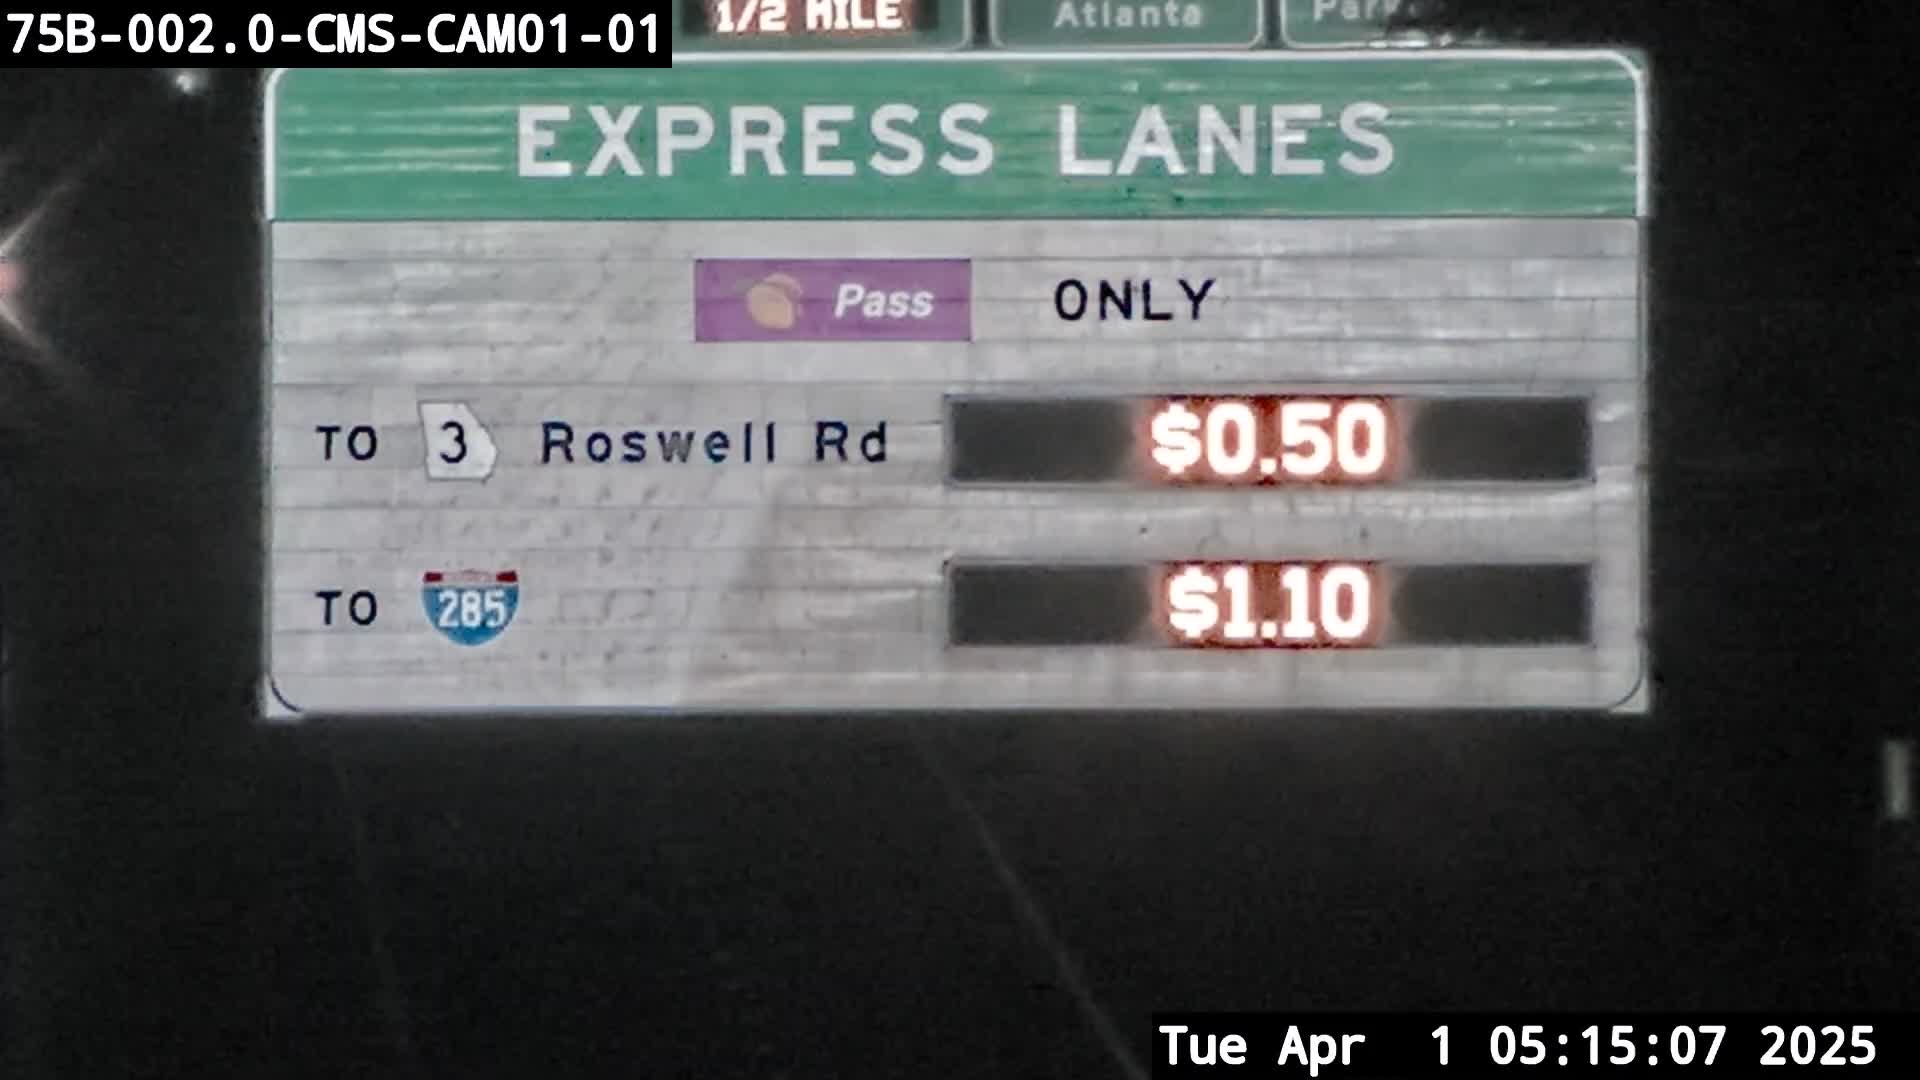 75B-002.0-CMS-CAM01-01
1/2 MILE
Atlanta
Park
EXPRESS LANES
Pass ONLY
TO 3 Roswell Rd $0.50
TO 285 $1.10
Tue Apr 1 05:15:07 2025